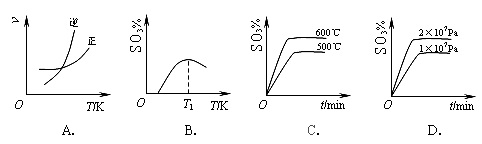 v
逆
正
O
T/K
A.
SO₃%
O
T₁
T/K
B.
SO₃%
600℃
500℃
O
t/min
C.
SO₃%
2×10⁷Pa
1×10⁷Pa
O
t/min
D.